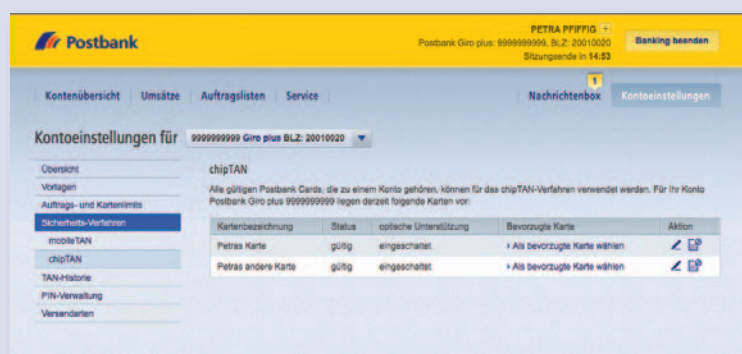 Postbank
PETRA PFIFFIG +
Postbank Giro plus: 9999999999, BLZ: 20010020
Sitzungsende in 14:53
Banking beenden
Kontenübersicht Umsätze Auftragslisten Service
1
Nachrichtenbox Kontoeinstellungen
Kontoeinstellungen für 9999999999 Giro plus BLZ: 20010020
Übersicht
Vorlagen
Auftrags- und Kartenlimits
Sicherheits-Verfahren
mobileTAN
chipTAN
TAN-Historie
PIN-Verwaltung
Versandarten
chipTAN
Alle gültigen Postbank Cards, die zu einem Konto gehören, können für das chipTAN-Verfahren verwendet werden. Für Ihr Konto
Postbank Giro plus 9999999999 liegen derzeit folgende Karten vor:
Kartenbezeichnung Status optische Unterstützung Bevorzugte Karte Aktion
Petras Karte gültig eingeschaltet › Als bevorzugte Karte wählen
Petras andere Karte gültig eingeschaltet › Als bevorzugte Karte wählen